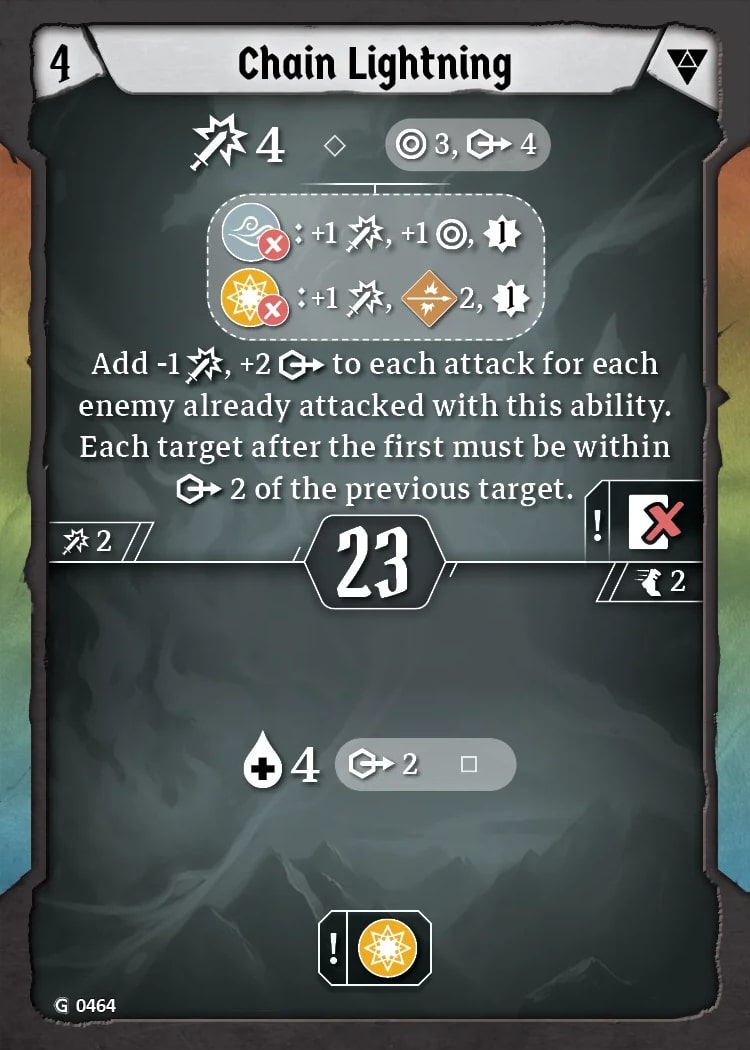 4 Chain Lightning
4 3, 4
: +1 , +1 , 1
: +1 , 2, 1
Add -1 , +2 to each attack for each
enemy already attacked with this ability.
Each target after the first must be within
2 of the previous target.
2 23 ! 2
4 2
!
G 0464